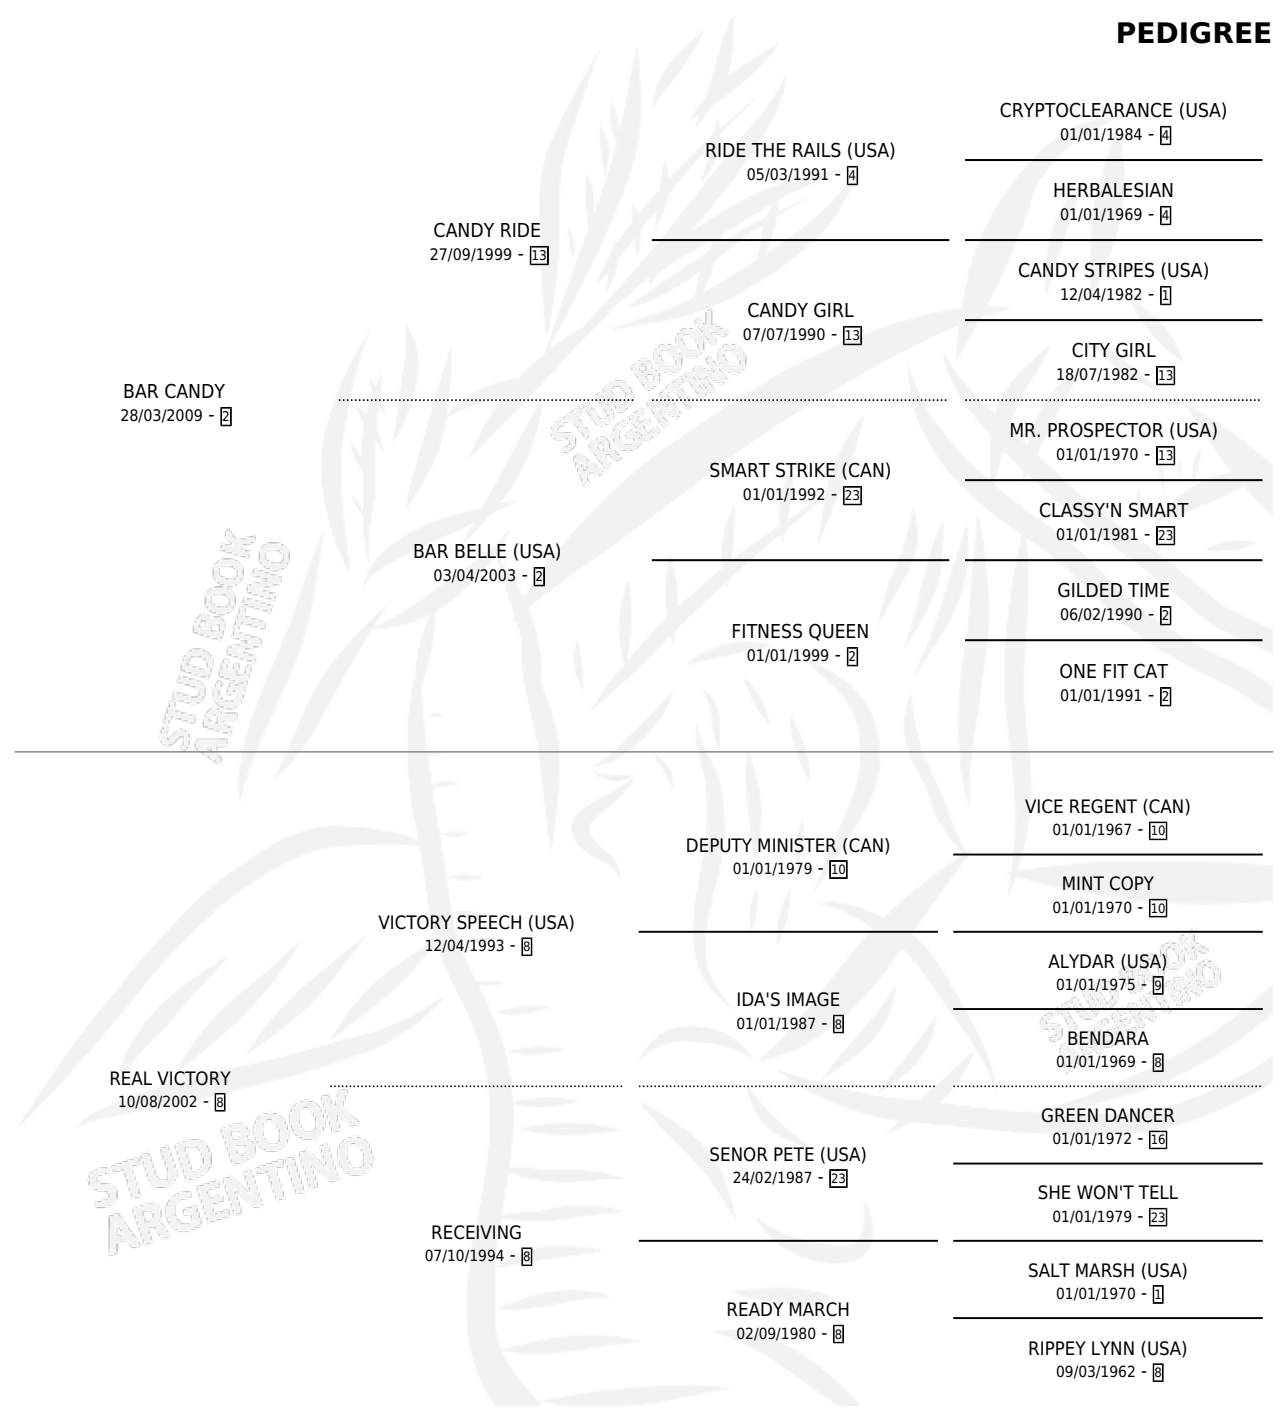 PEDIGREE
CRYPTOCLEARANCE (USA)
01/01/1984 - 4
RIDE THE RAILS (USA)
05/03/1991 - 4
HERBALESIAN
01/01/1969 - 4
CANDY RIDE
27/09/1999 - 13
CANDY STRIPES (USA)
12/04/1982 - 1
CANDY GIRL
07/07/1990 - 13
CITY GIRL
18/07/1982 - 13
BAR CANDY
28/03/2009 - 2
MR. PROSPECTOR (USA)
01/01/1970 - 13
SMART STRIKE (CAN)
01/01/1992 - 23
CLASSY'N SMART
01/01/1981 - 23
BAR BELLE (USA)
03/04/2003 - 2
GILDED TIME
06/02/1990 - 2
FITNESS QUEEN
01/01/1999 - 2
ONE FIT CAT
01/01/1991 - 2
STUD BOOK
ARGENTINO
STUD BOOK
ARGENTINO
VICE REGENT (CAN)
01/01/1967 - 10
DEPUTY MINISTER (CAN)
01/01/1979 - 10
MINT COPY
01/01/1970 - 10
VICTORY SPEECH (USA)
12/04/1993 - 8
ALYDAR (USA)
01/01/1975 - 9
IDA'S IMAGE
01/01/1987 - 8
BENDARA
01/01/1969 - 8
REAL VICTORY
10/08/2002 - 8
GREEN DANCER
01/01/1972 - 16
SENOR PETE (USA)
24/02/1987 - 23
SHE WON'T TELL
01/01/1979 - 23
RECEIVING
07/10/1994 - 8
SALT MARSH (USA)
01/01/1970 - 1
READY MARCH
02/09/1980 - 8
RIPPEY LYNN (USA)
09/03/1962 - 8
STUD BOOK
ARGENTINO
STUD BOOK
ARGENTINO